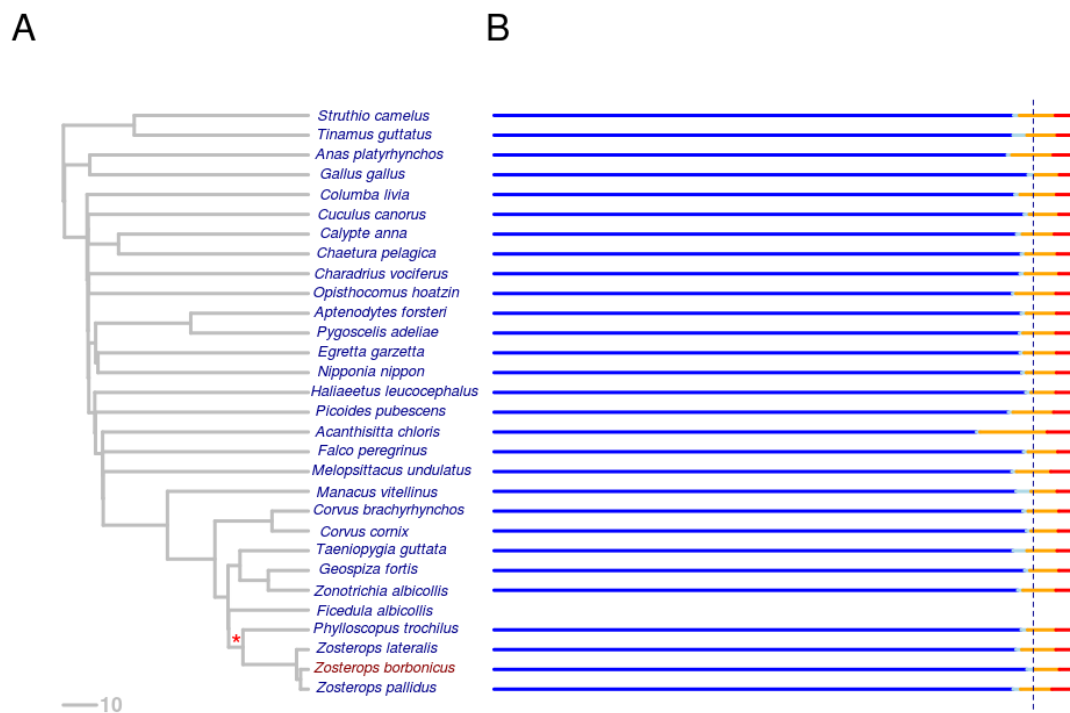 A B
Struthio camelus
Tinamus guttatus
Anas platyrhynchos
Gallus gallus
Columba livia
Cuculus canorus
Calypte anna
Chaetura pelagica
Charadrius vociferus
Opisthocomus hoatzin
Aptenodytes forsteri
Pygoscelis adeliae
Egretta garzetta
Nipponia nippon
Haliaeetus leucocephalus
Picoides pubescens
Acanthisitta chloris
Falco peregrinus
Melopsittacus undulatus
Manacus vitellinus
Corvus brachyrhynchos
Corvus cornix
Taeniopygia guttata
Geospiza fortis
Zonotrichia albicollis
Ficedula albicollis
Phylloscopus trochilus
*
Zosterops lateralis
Zosterops borbonicus
Zosterops pallidus
10